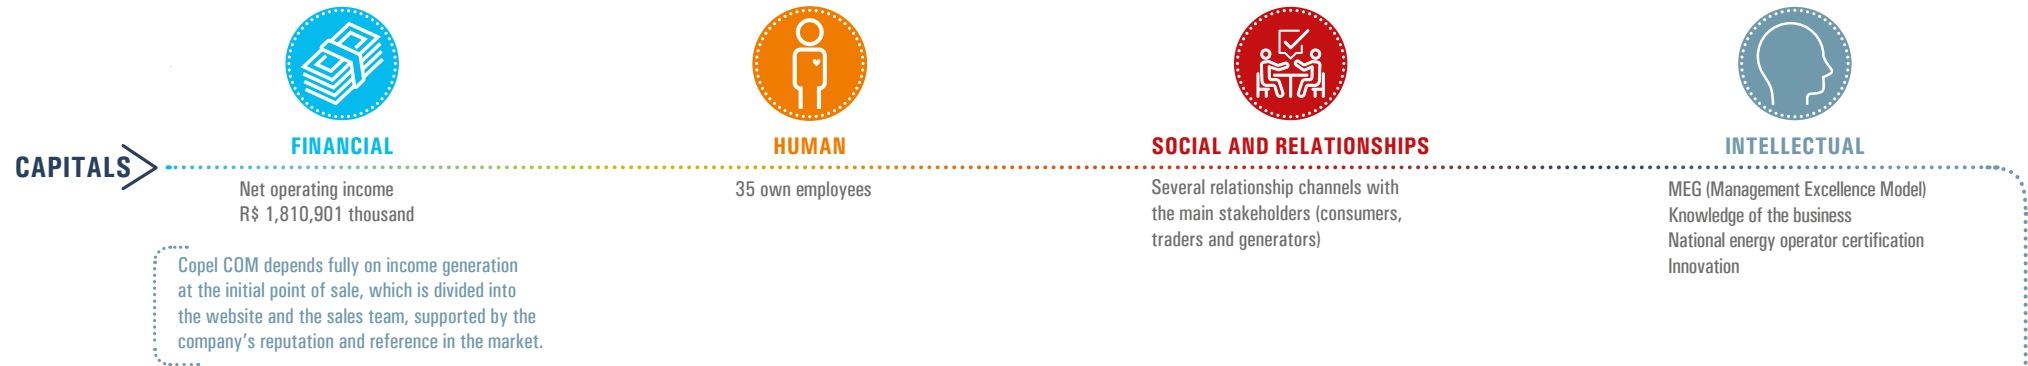 CAPITALS
FINANCIAL
Net operating income
R$ 1,810,901 thousand
Copel COM depends fully on income generation
at the initial point of sale, which is divided into
the website and the sales team, supported by the
company's reputation and reference in the market.
HUMAN
35 own employees
SOCIAL AND RELATIONSHIPS
Several relationship channels with
the main stakeholders (consumers,
traders and generators)
INTELLECTUAL
MEG (Management Excellence Model)
Knowledge of the business
National energy operator certification
Innovation